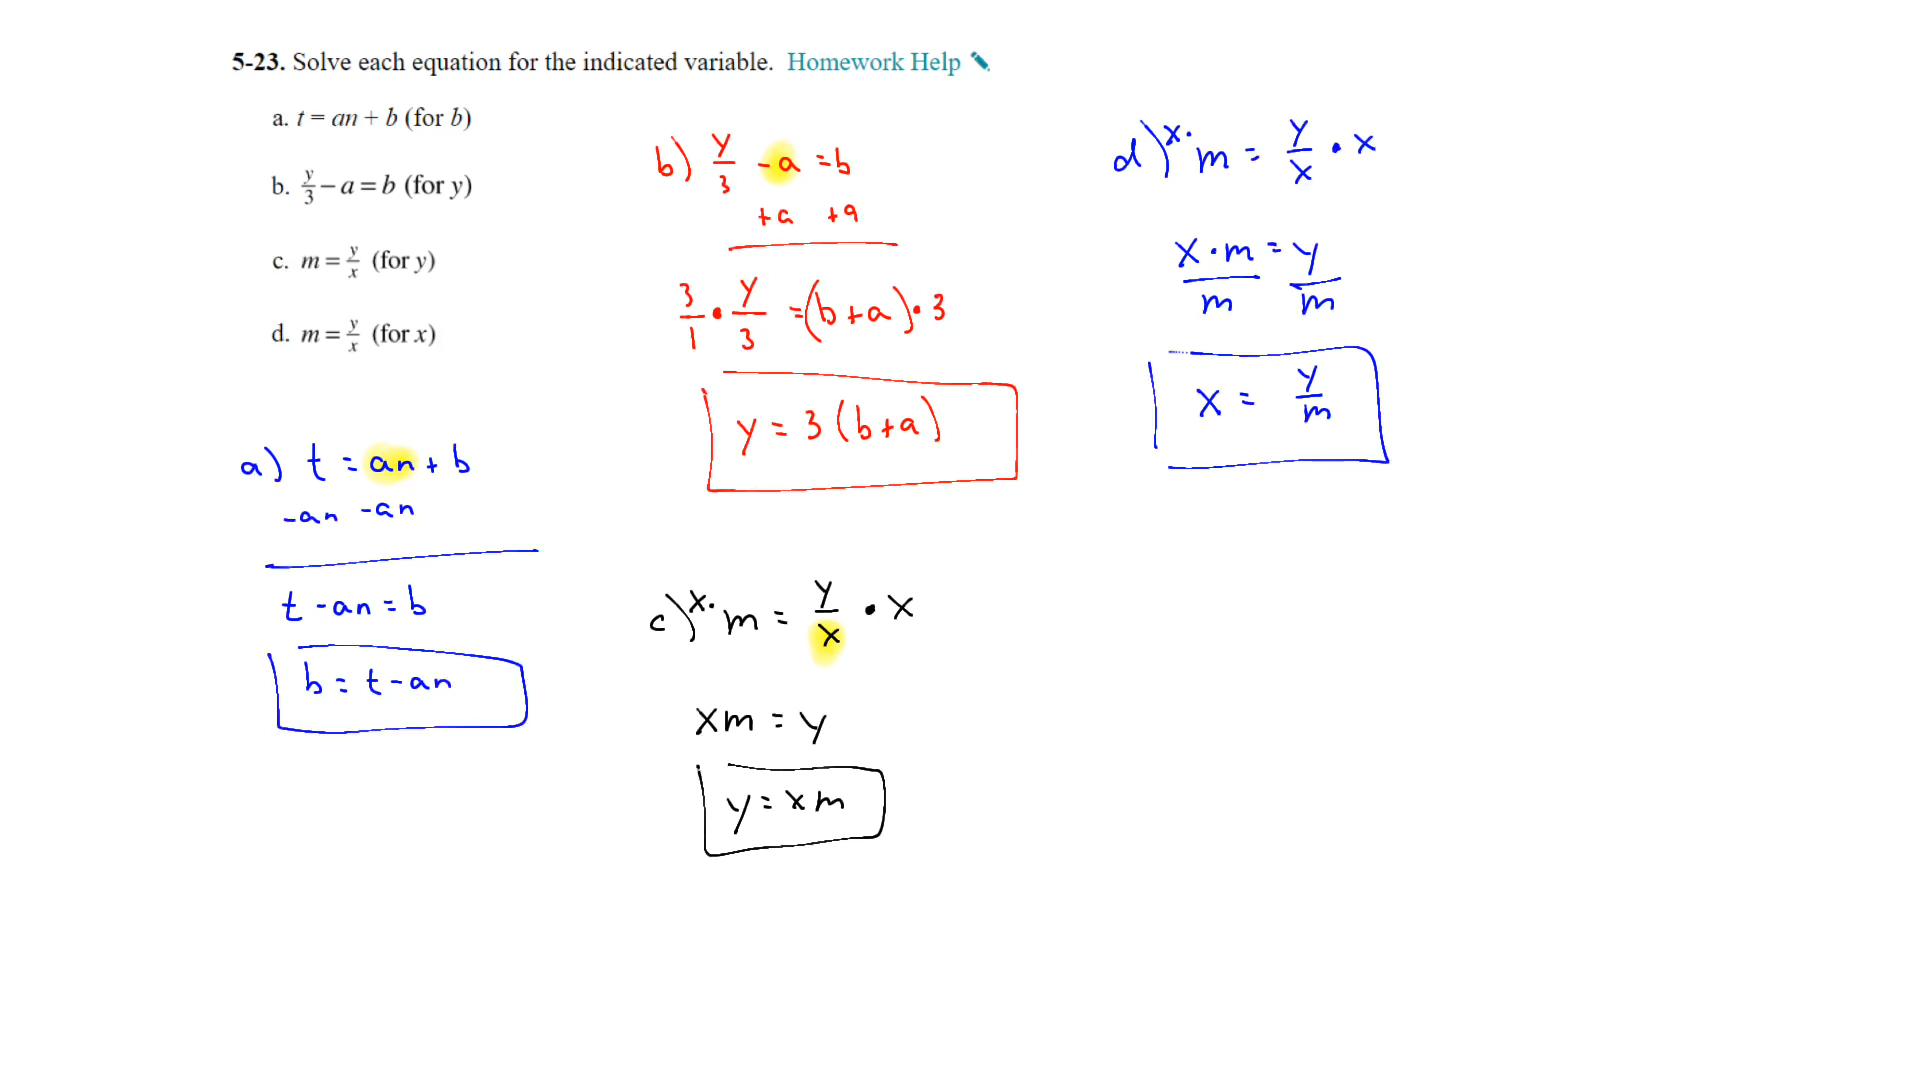 5-23. Solve each equation for the indicated variable. Homework Help
a. t = an + b (for b)
b. y/3 − a = b (for y)
c. m = y/x (for y)
d. m = y/x (for x)
a) t = an + b
-an -an
t - an = b
b = t - an
b) y/3 - a = b
+a +a
3/1 • y/3 = (b+a) • 3
y = 3(b+a)
c) x• m = y/x • x
xm = y
y = xm
d) x• m = y/x • x
x•m/m = y/m
x = y/m